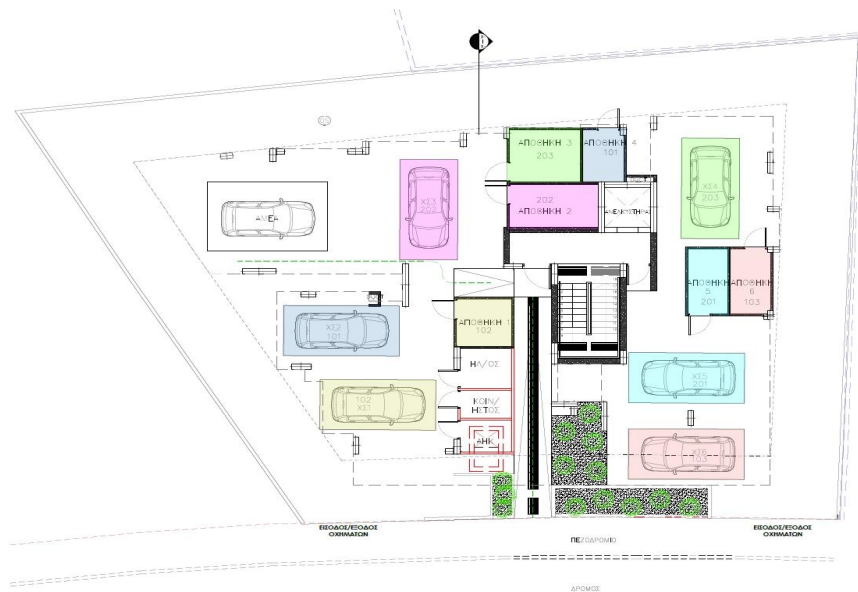 ΑΠΟΘΗΚΗ 3
203
ΑΠΟΘΗΚΗ 4
101
ΧΣ4
203
ΧΣ3
202
202
ΑΠΟΘΗΚΗ 2
ΑΝΕΛΚΥΣΤΗΡΑΣ
ΑΜΕΑ
ΑΠΟΘΗΚΗ
5
201
ΑΠΟΘΗΚΗ
6
103
ΧΣ2
101
ΑΠΟΘΗΚΗ 1
102
ΗΛ/ΟΣ
ΧΣ5
201
102
ΧΣ1
ΚΟΙΝ/
ΗΣΤΟΣ
ΑΗΚ
ΕΙΣΟΔΟΣ/ΕΞΟΔΟΣ
ΟΧΗΜΑΤΩΝ
ΕΙΣΟΔΟΣ/ΕΞΟΔΟΣ
ΟΧΗΜΑΤΩΝ
ΠΕΖΟΔΡΟΜΙΟ
ΔΡΟΜΟΣ